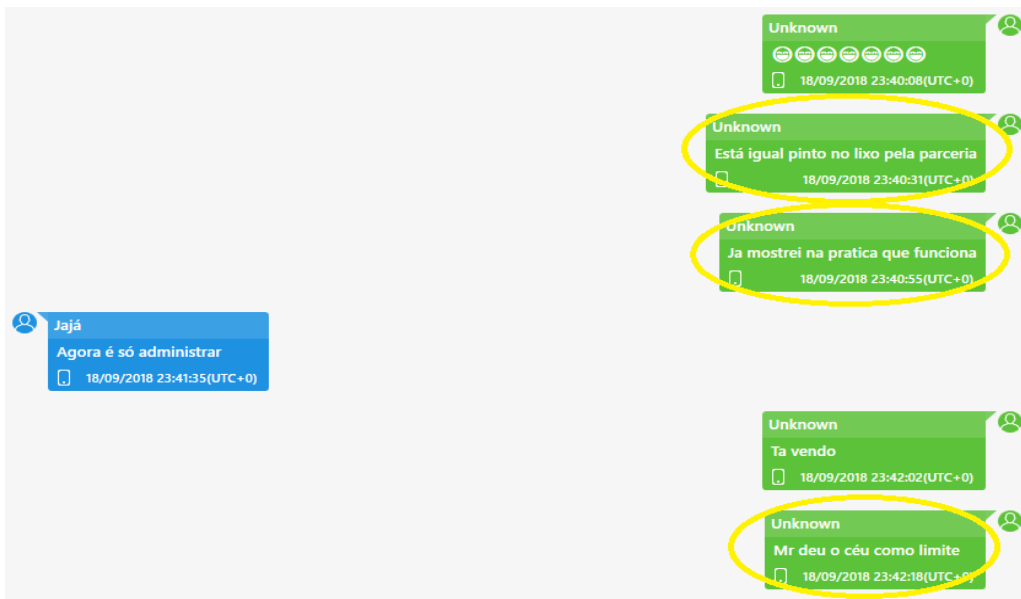 Unknown
😁😁😁😁😁😁😁
18/09/2018 23:40:08(UTC+0)
Unknown
Está igual pinto no lixo pela parceria
18/09/2018 23:40:31(UTC+0)
Unknown
Ja mostrei na pratica que funciona
18/09/2018 23:40:55(UTC+0)
Jajá
Agora é só administrar
18/09/2018 23:41:35(UTC+0)
Unknown
Ta vendo
18/09/2018 23:42:02(UTC+0)
Unknown
Mr deu o céu como limite
18/09/2018 23:42:18(UTC+0)